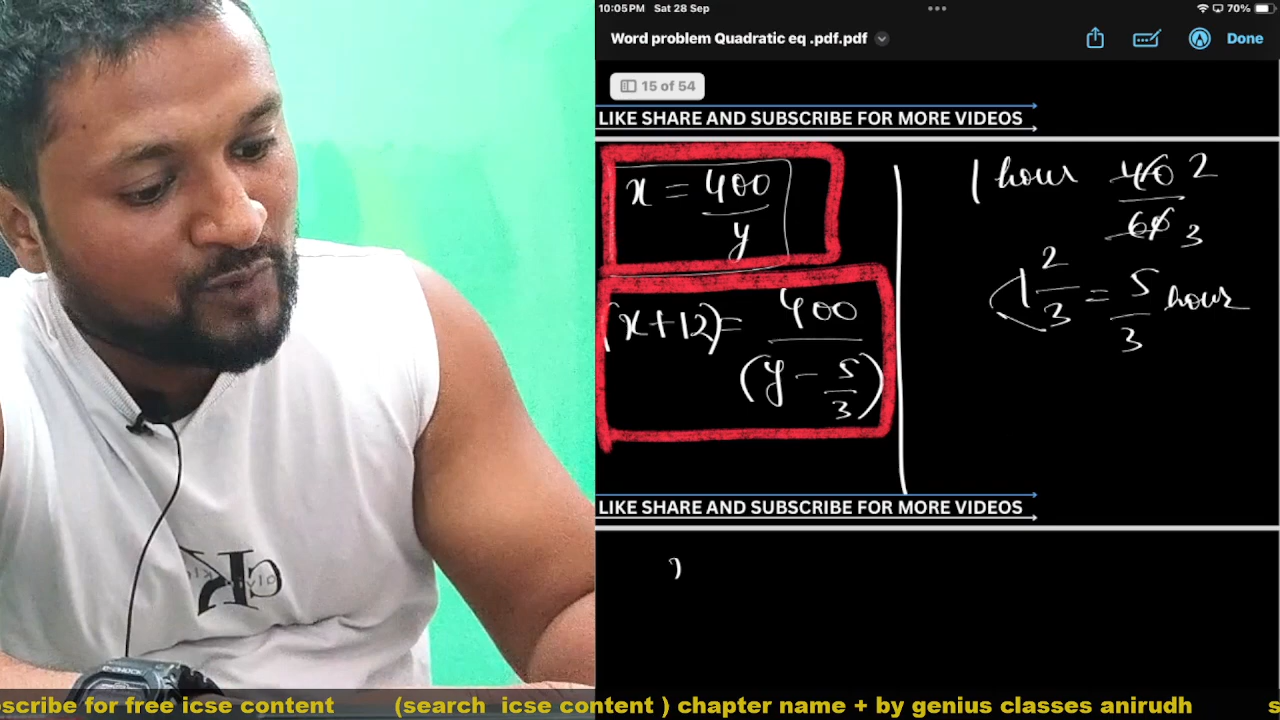 10:05 PM Sat 28 Sep
70%
Word problem Quadratic eq .pdf.pdf
Done
15 of 54
LIKE SHARE AND SUBSCRIBE FOR MORE VIDEOS
x = 400/y
(x+12) = 400/(y - 5/3)
1 hour 40/60 2/3
1 2/3 = 5/3 hour
LIKE SHARE AND SUBSCRIBE FOR MORE VIDEOS
CK
scribe for free icse content (search icse content ) chapter name + by genius classes anirudh s